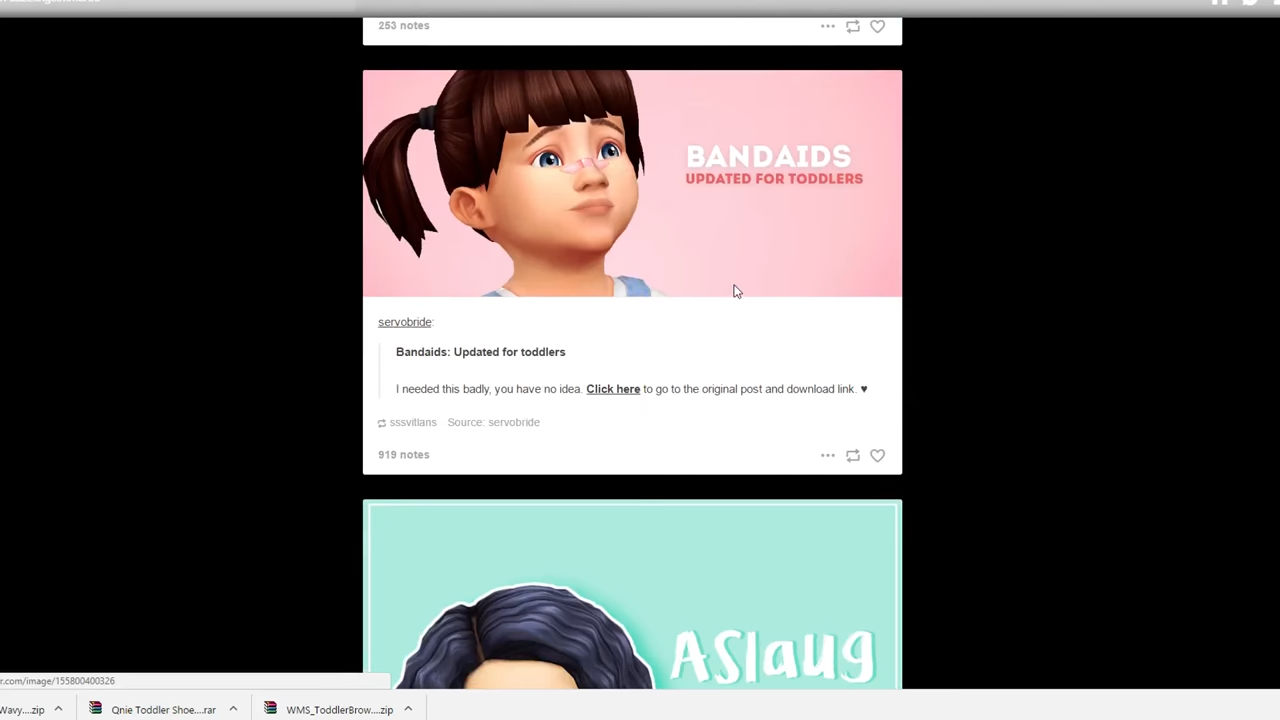 253 notes
BANDAIDS
UPDATED FOR TODDLERS
servobride:
Bandaids: Updated for toddlers
I needed this badly, you have no idea. Click here to go to the original post and download link. ♥
sssvitlans Source: servobride
919 notes
ASlaug
r.com/image/155800400326
Wavy....zip
Qnie Toddler Shoe....rar
WMS_ToddlerBrow....zip